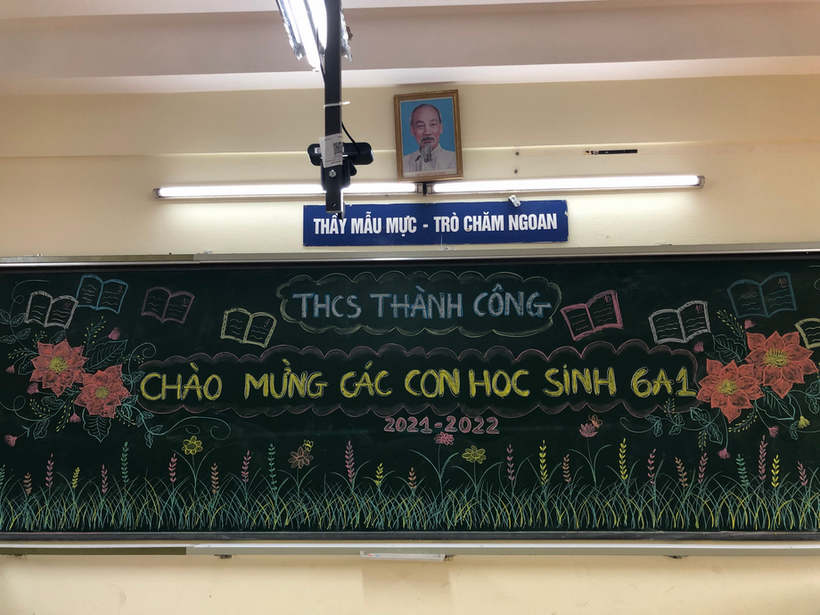 THẦY MẪU MỰC - TRÒ CHĂM NGOAN
THCS THÀNH CÔNG
CHÀO MỪNG CÁC CON HỌC SINH 6A1
2021-2022